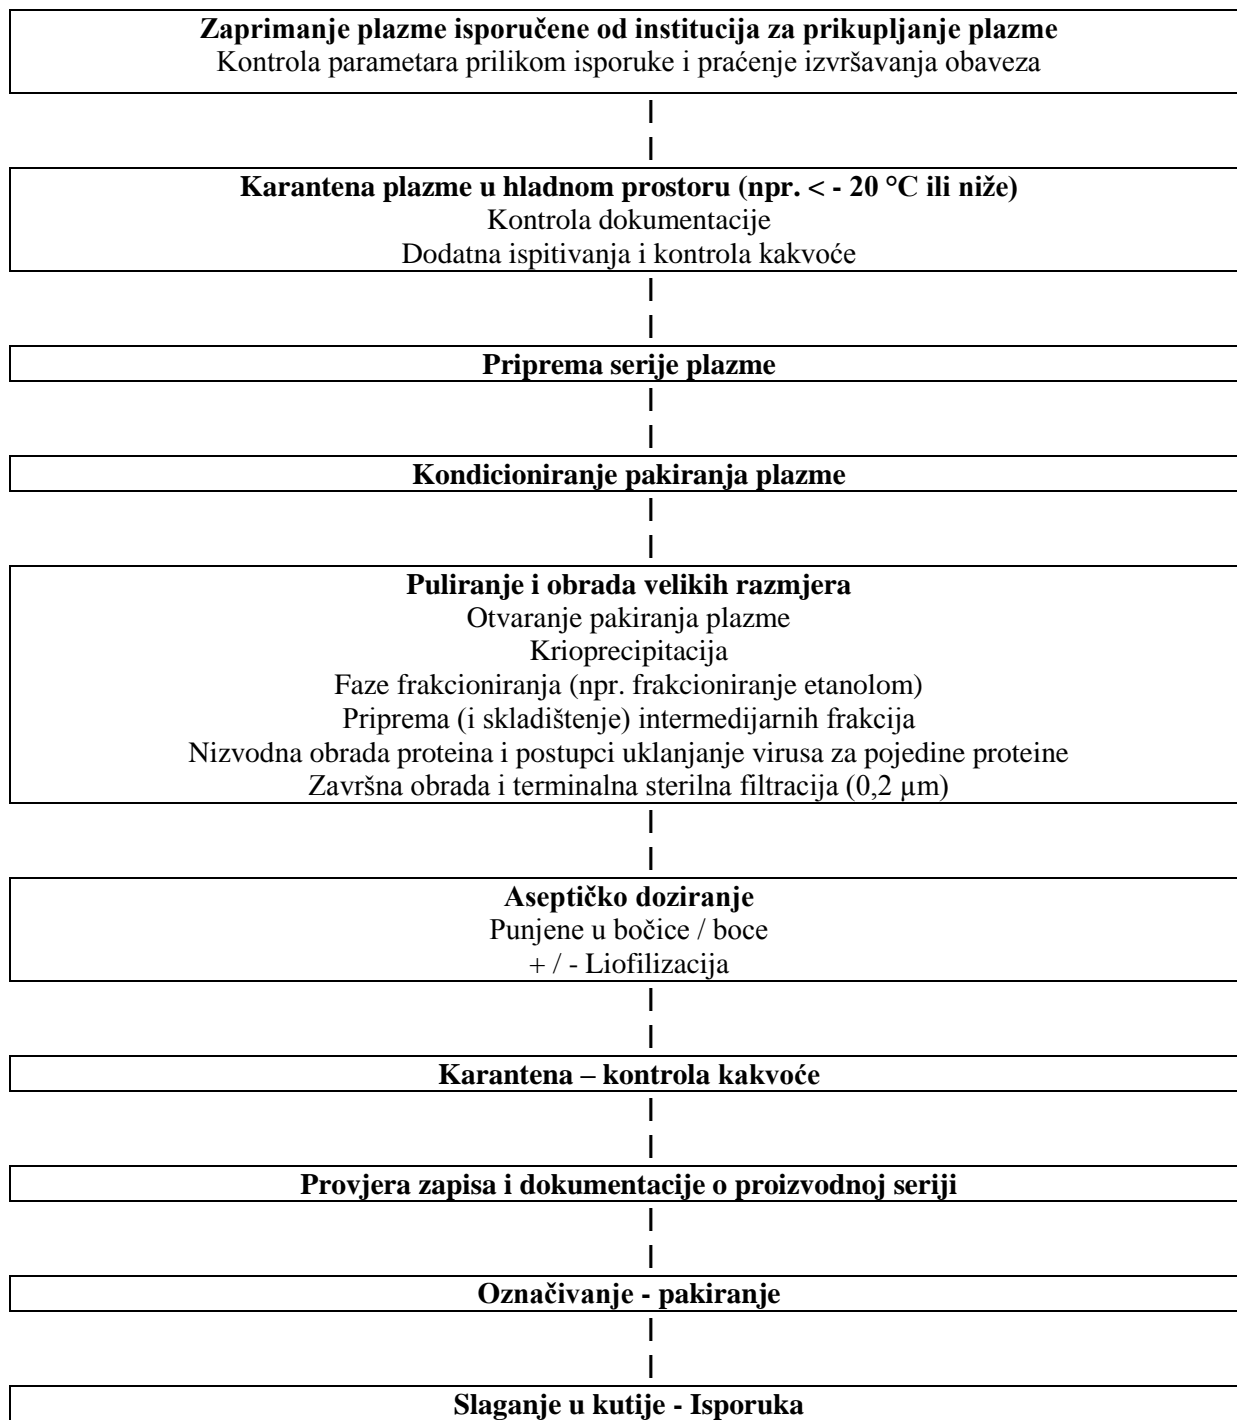 Zaprimanje plazme isporučene od institucija za prikupljanje plazme
Kontrola parametara prilikom isporuke i praćenje izvršavanja obaveza
Karantena plazme u hladnom prostoru (npr. < - 20 °C ili niže)
Kontrola dokumentacije
Dodatna ispitivanja i kontrola kakvoće
Priprema serije plazme
Kondicioniranje pakiranja plazme
Puliranje i obrada velikih razmjera
Otvaranje pakiranja plazme
Krioprecipitacija
Faze frakcioniranja (npr. frakcioniranje etanolom)
Priprema (i skladištenje) intermedijarnih frakcija
Nizvodna obrada proteina i postupci uklanjanje virusa za pojedine proteine
Završna obrada i terminalna sterilna filtracija (0,2 µm)
Aseptičko doziranje
Punjene u bočice / boce
+ / - Liofilizacija
Karantena – kontrola kakvoće
Provjera zapisa i dokumentacije o proizvodnoj seriji
Označivanje - pakiranje
Slaganje u kutije - Isporuka